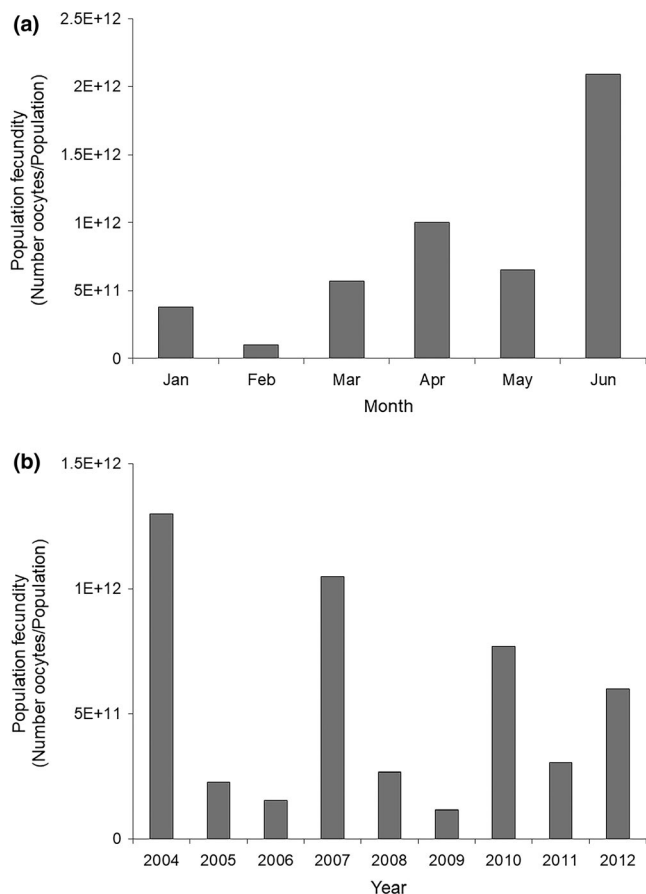 (a)
Population fecundity
(Number oocytes/Population)
2.5E+12
2E+12
1.5E+12
1E+12
5E+11
0
Jan Feb Mar Apr May Jun
Month
(b)
Population fecundity
(Number oocytes/Population)
1.5E+12
1E+12
5E+11
0
2004 2005 2006 2007 2008 2009 2010 2011 2012
Year